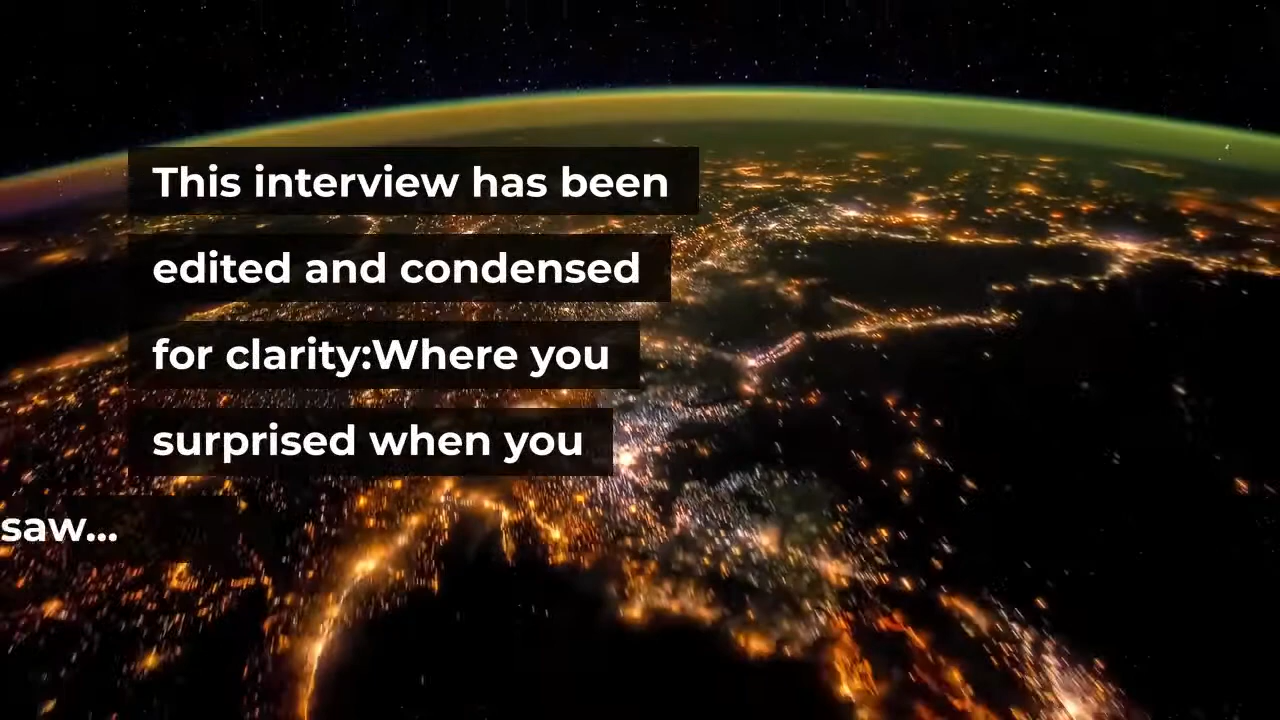 This interview has been
edited and condensed
for clarity:Where you
surprised when you
saw...